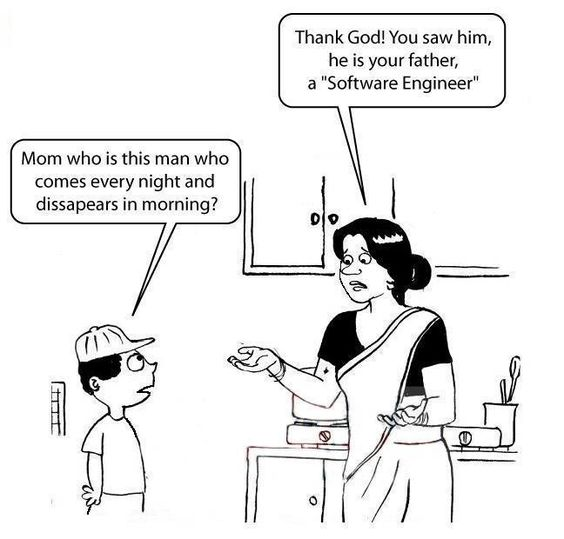 Mom who is this man who
comes every night and
dissapears in morning?
Thank God! You saw him,
he is your father,
a "Software Engineer"